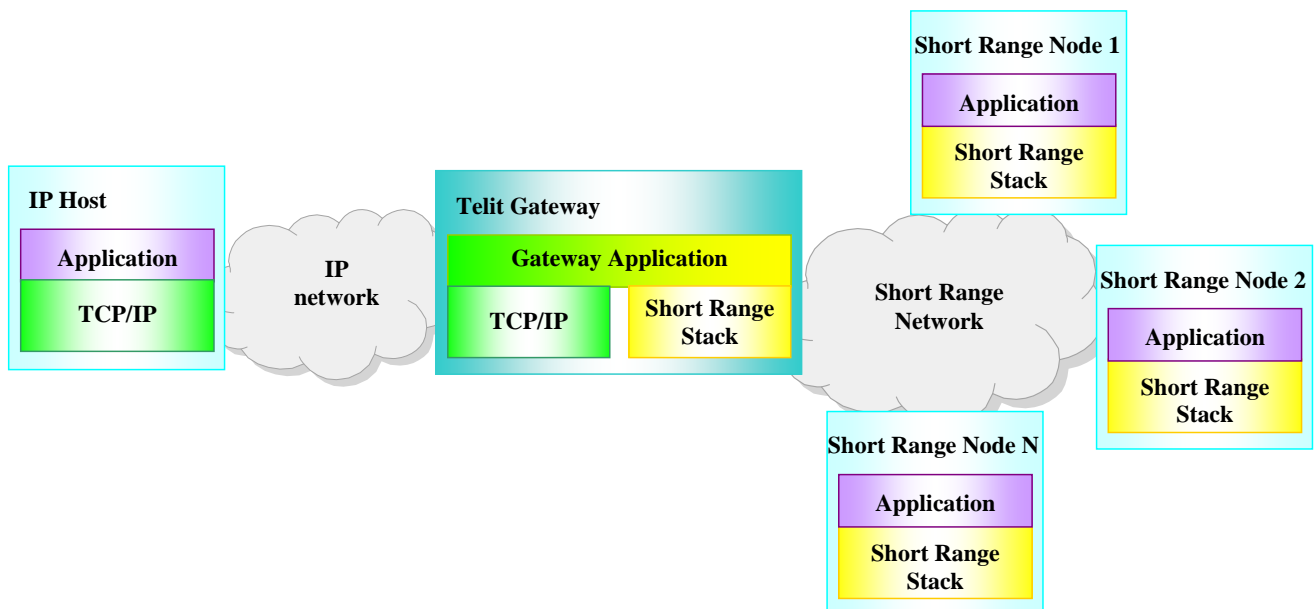 IP Host
Application
TCP/IP
IP
network
Telit Gateway
Gateway Application
TCP/IP
Short Range
Stack
Short Range
Network
Short Range Node 1
Application
Short Range
Stack
Short Range Node 2
Application
Short Range
Stack
Short Range Node N
Application
Short Range
Stack